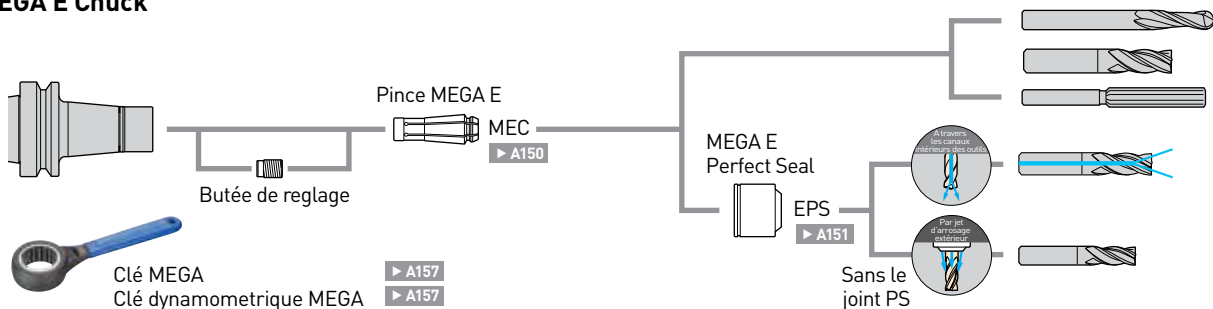 EGA E Chuck
Pince MEGA E
MEC
▶ A150
Butée de reglage
MEGA E
Perfect Seal
EPS
▶ A151
A travers
les canaux
intérieurs des outils
Par jet
d'arrosage
extérieur
Sans le
joint PS
Clé MEGA
▶ A157
Clé dynamometrique MEGA
▶ A157